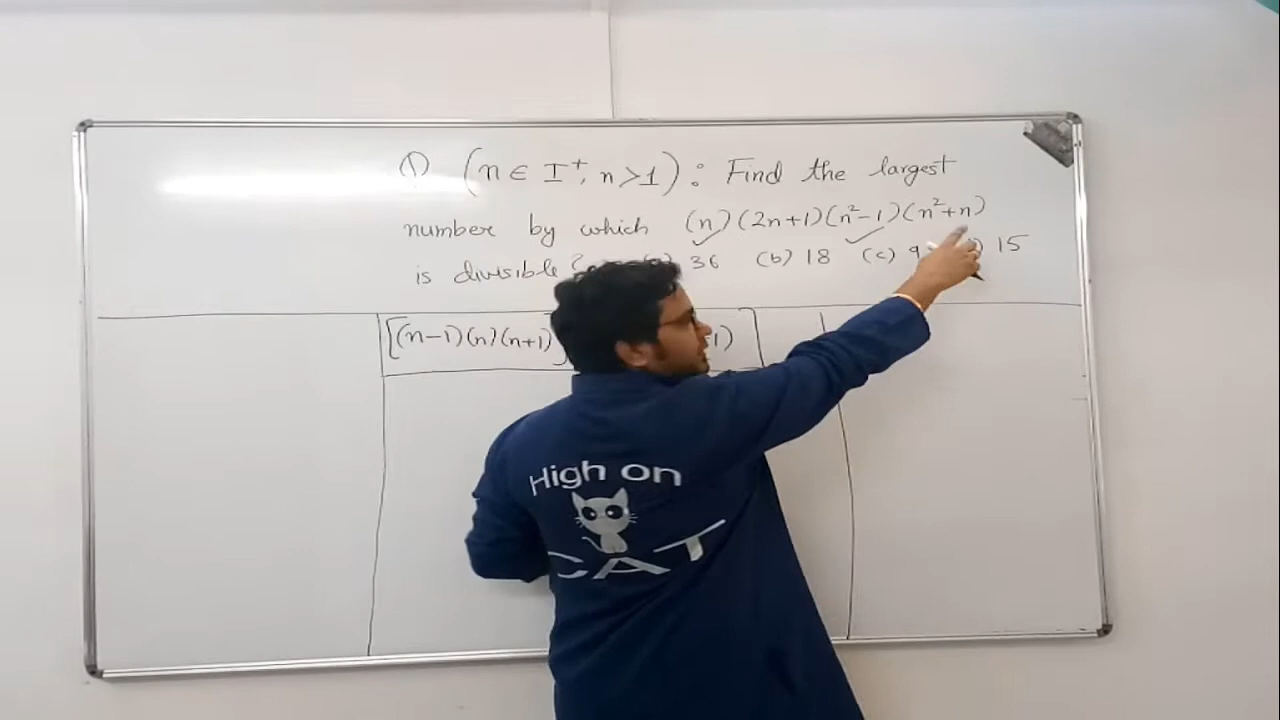 Q (n ∈ I⁺, n>1) : Find the largest
number by which (n)(2n+1)(n²-1)(n²+n)
is divisible? 36 (b) 18 (c) 9 15
[(n-1)(n)(n+1) 1)
High on
CAT